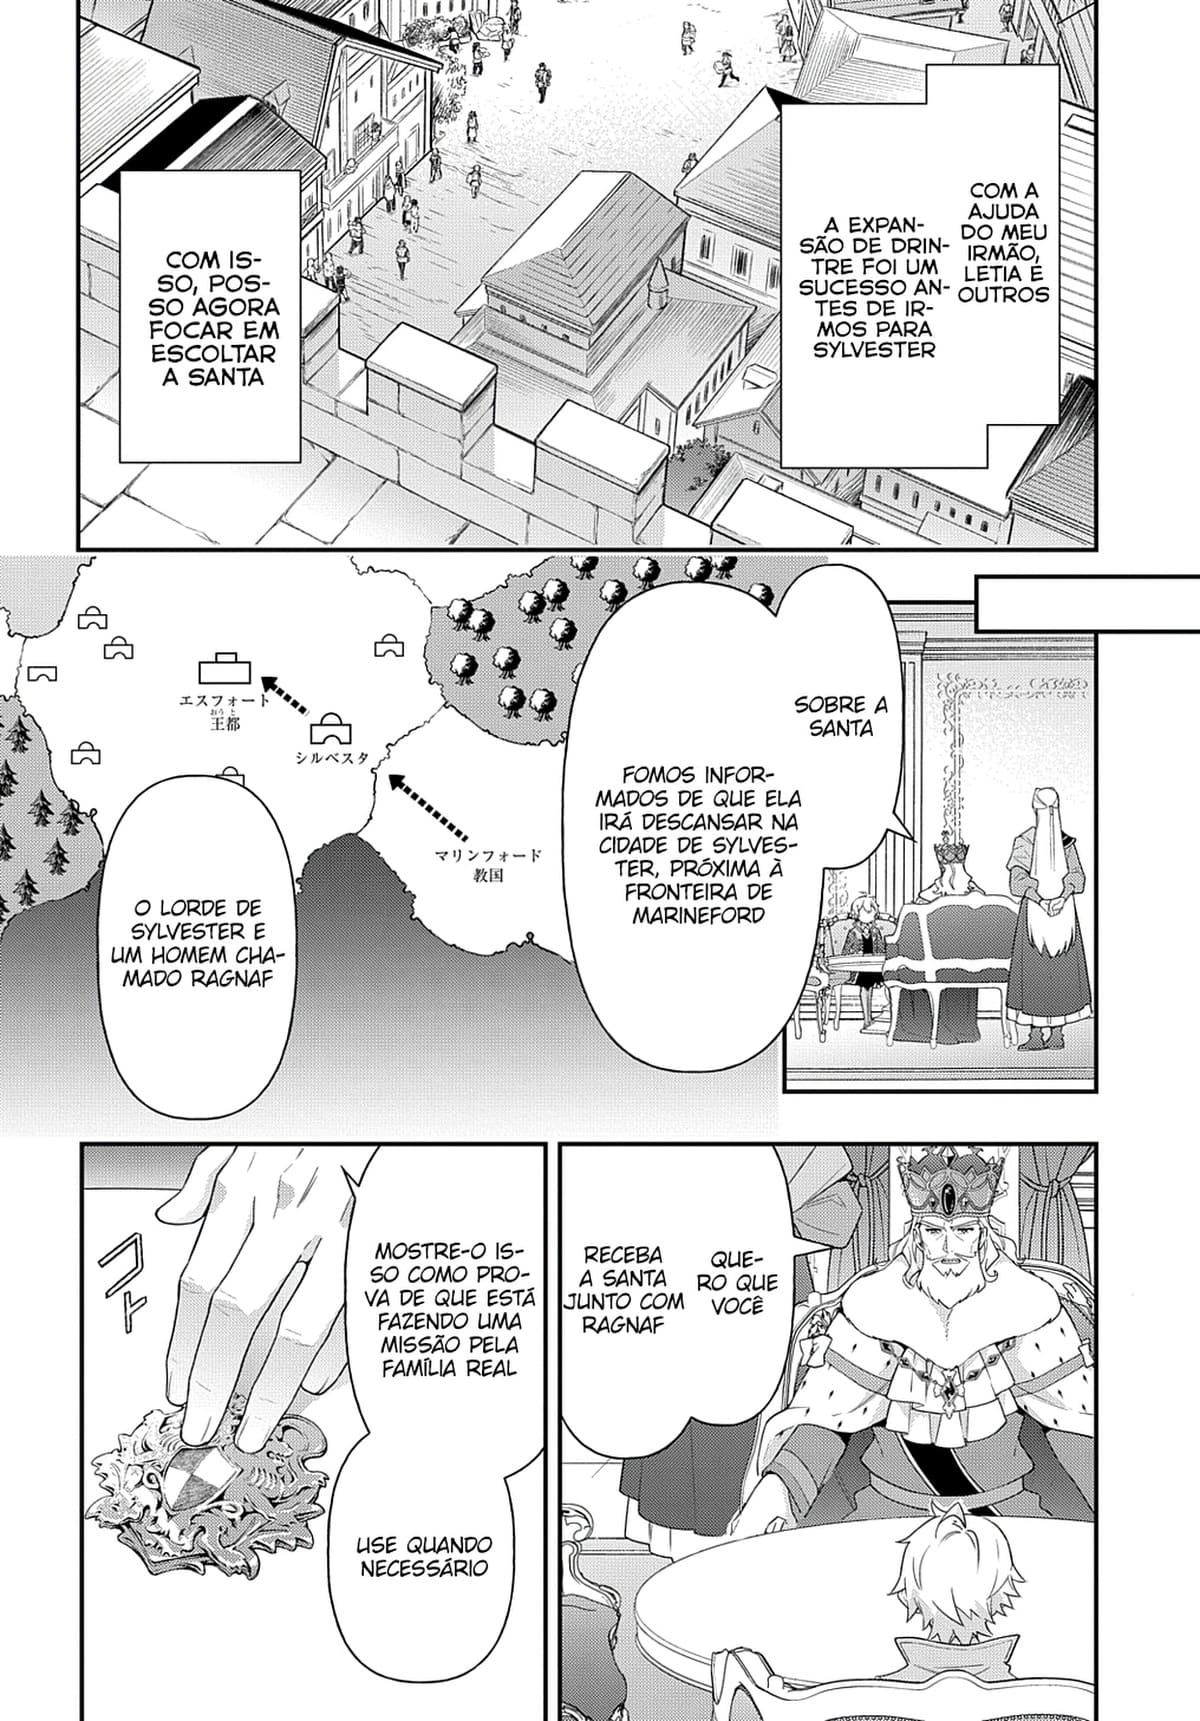 COM A
AJUDA
DO MEU
IRMÃO,
LETIA E
OUTROS
A EXPAN-
SÃO DE DRIN-
TRE FOI UM
SUCESSO AN-
TES DE IR-
MOS PARA
SYLVESTER
COM IS-
SO, POS-
SO AGORA
FOCAR EM
ESCOLTAR
A SANTA
SOBRE A
SANTA
FOMOS INFOR-
MADOS DE QUE ELA
IRÁ DESCANSAR NA
CIDADE DE SYLVES-
TER, PRÓXIMA À
FRONTEIRA DE
MARINEFORD
エスフォート
おうと
王都
シルベスタ
マリンフォード
教国
O LORDE DE
SYLVESTER E
UM HOMEM CHA-
MADO RAGNAF
QUE-
RO QUE
VOCÊ
RECEBA
A SANTA
JUNTO COM
RAGNAF
MOSTRE-O IS-
SO COMO PRO-
VA DE QUE ESTÁ
FAZENDO UMA
MISSÃO PELA
FAMÍLIA REAL
USE QUANDO
NECESSÁRIO
コト